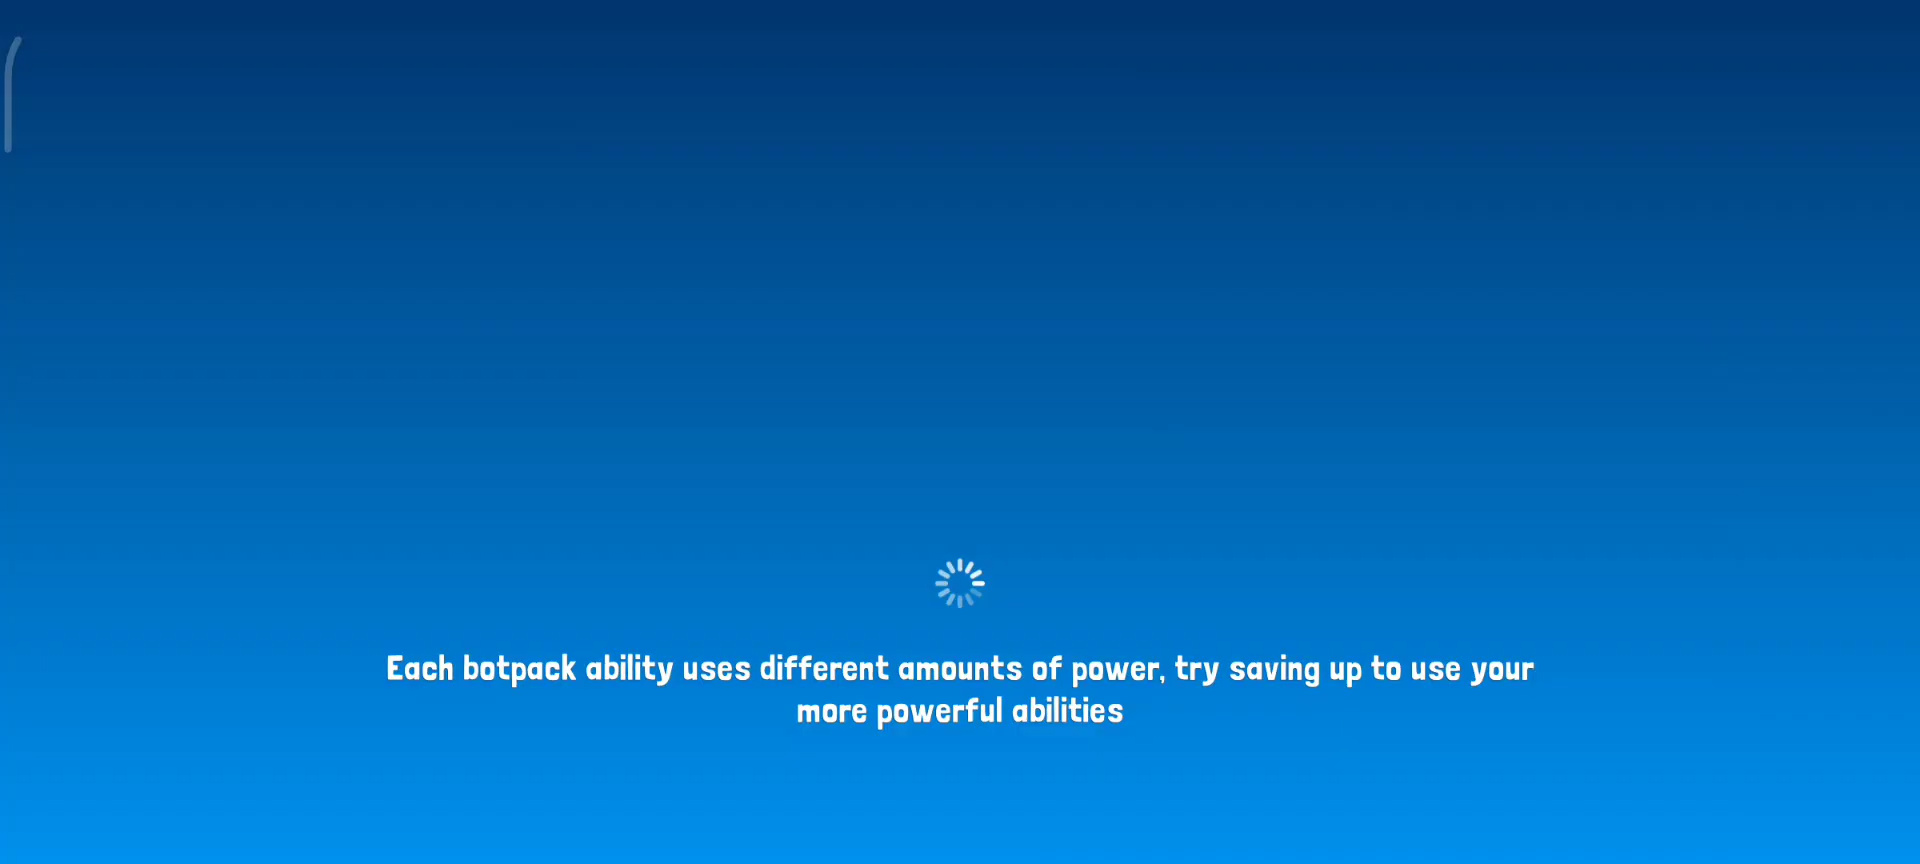 Each botpack ability uses different amounts of power, try saving up to use your
more powerful abilities